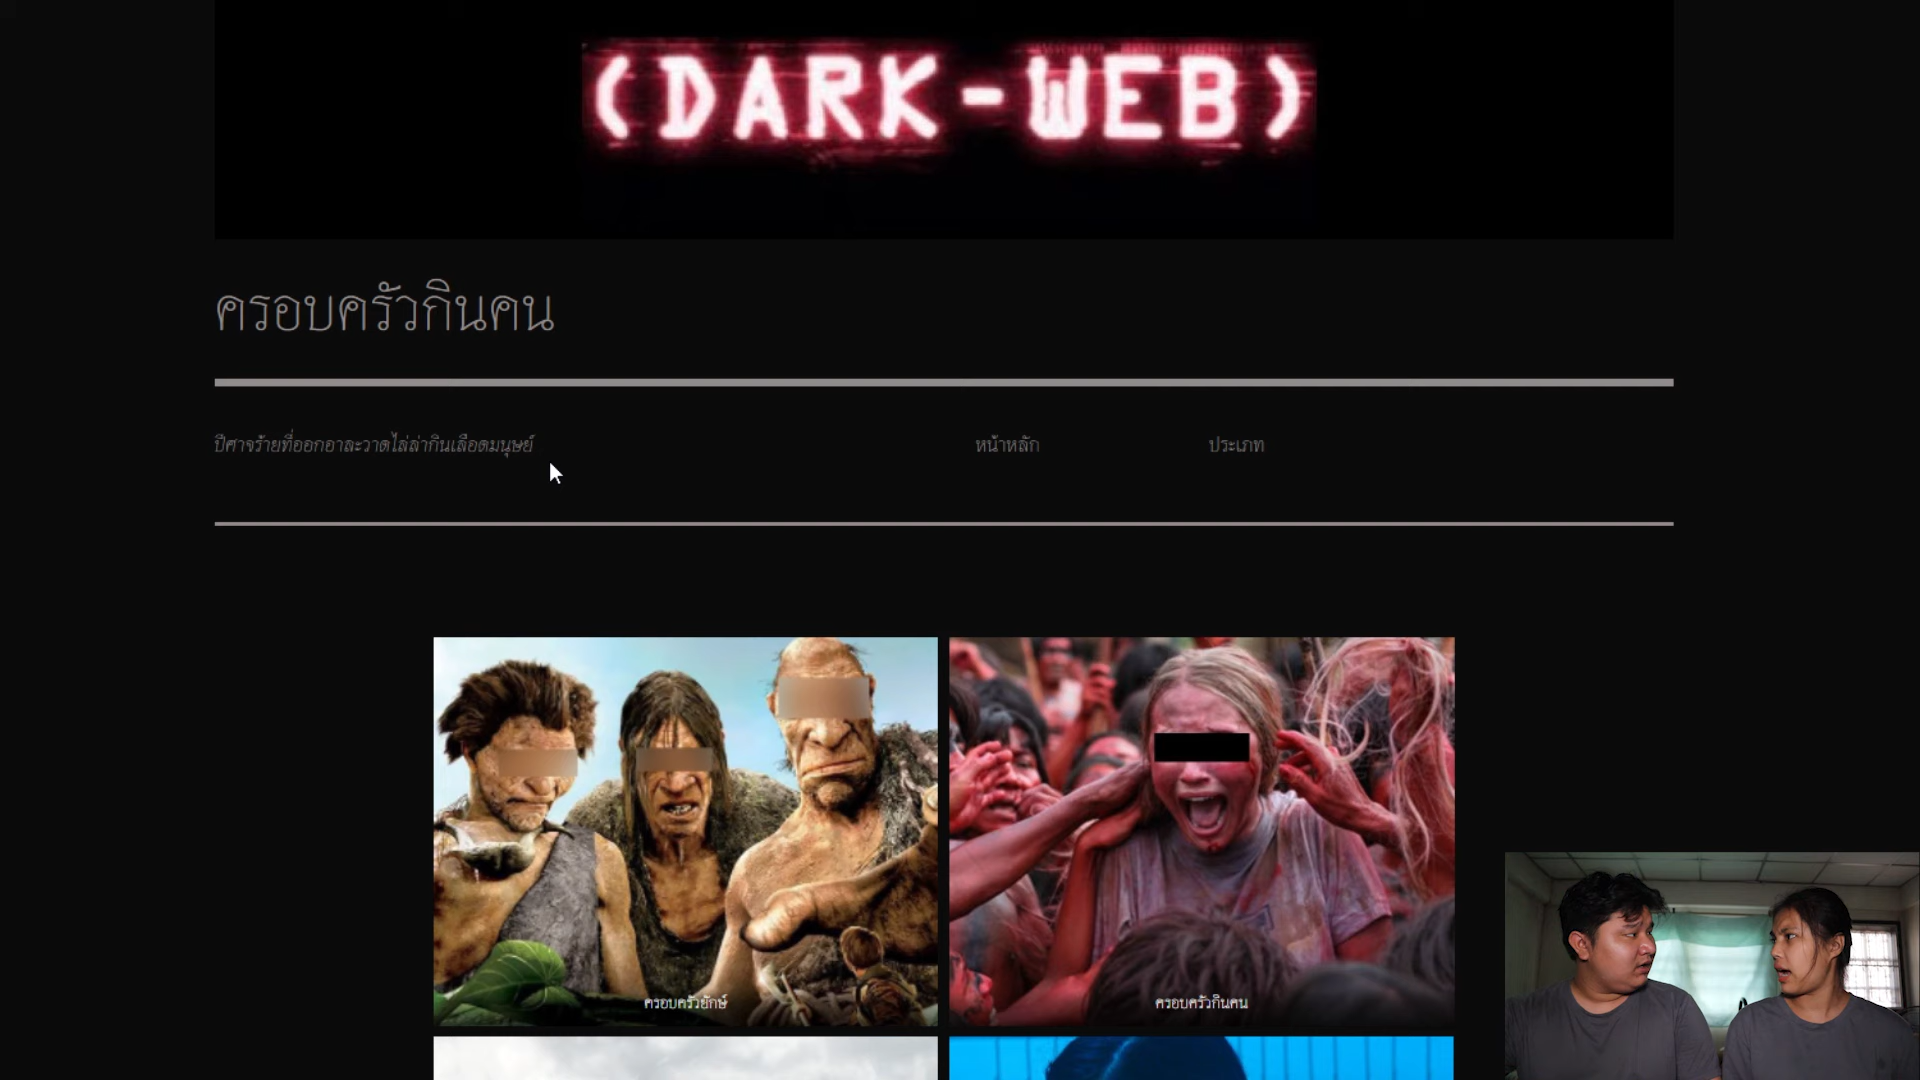 (DARK-WEB)
ครอบครัวกินคน
ปีศาจร้ายที่ออกอาละวาดไล่ล่ากินเลือดมนุษย์
หน้าหลัก
ประเภท
ครอบครัวยักษ์
ครอบครัวกินคน